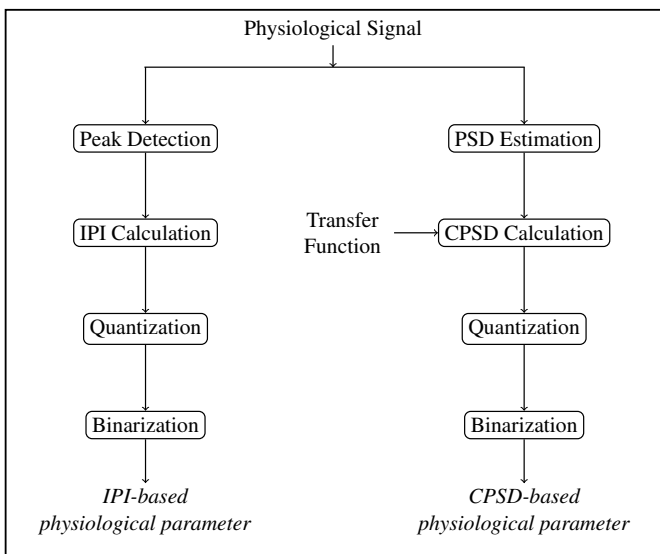 Physiological Signal
Peak Detection
PSD Estimation
IPI Calculation
Transfer
Function
CPSD Calculation
Quantization
Quantization
Binarization
Binarization
IPI-based
physiological parameter
CPSD-based
physiological parameter